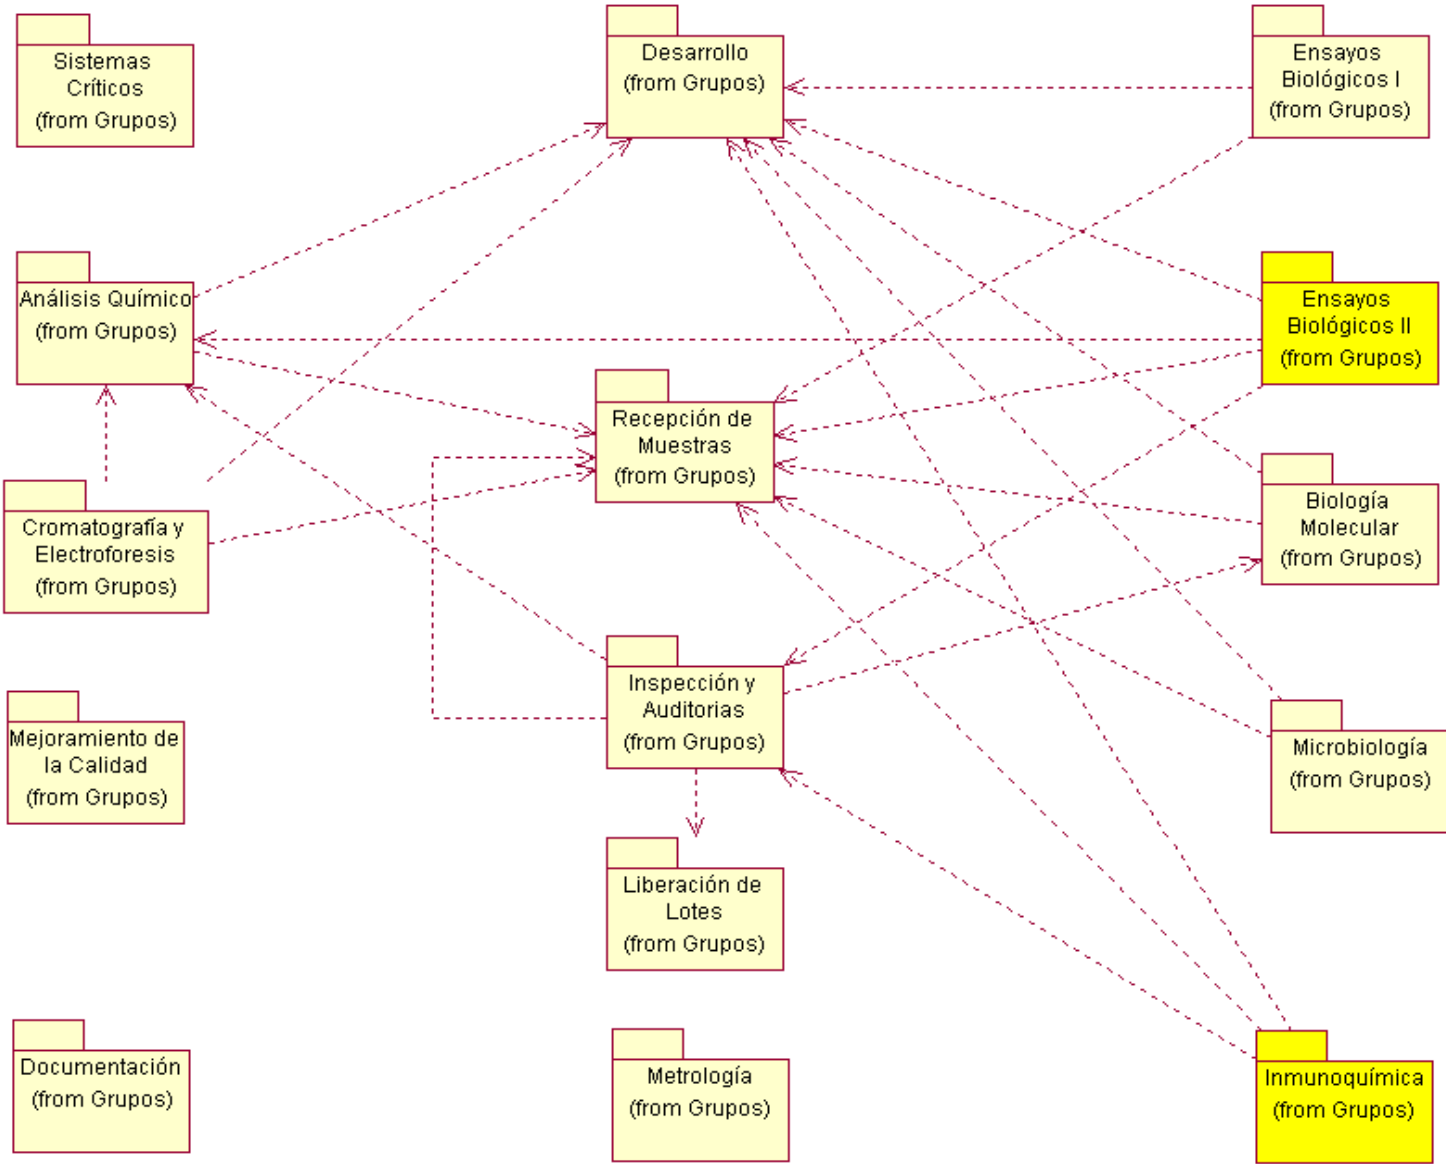 Sistemas
Críticos
(from Grupos)
Desarrollo
(from Grupos)
Ensayos
Biológicos I
(from Grupos)
Análisis Químico
(from Grupos)
Ensayos
Biológicos II
(from Grupos)
Recepción de
Muestras
(from Grupos)
Cromatografía y
Electroforesis
(from Grupos)
Biología
Molecular
(from Grupos)
Inspección y
Auditorias
(from Grupos)
Mejoramiento de
la Calidad
(from Grupos)
Microbiología
(from Grupos)
Liberación de
Lotes
(from Grupos)
Documentación
(from Grupos)
Metrología
(from Grupos)
Inmunoquímica
(from Grupos)